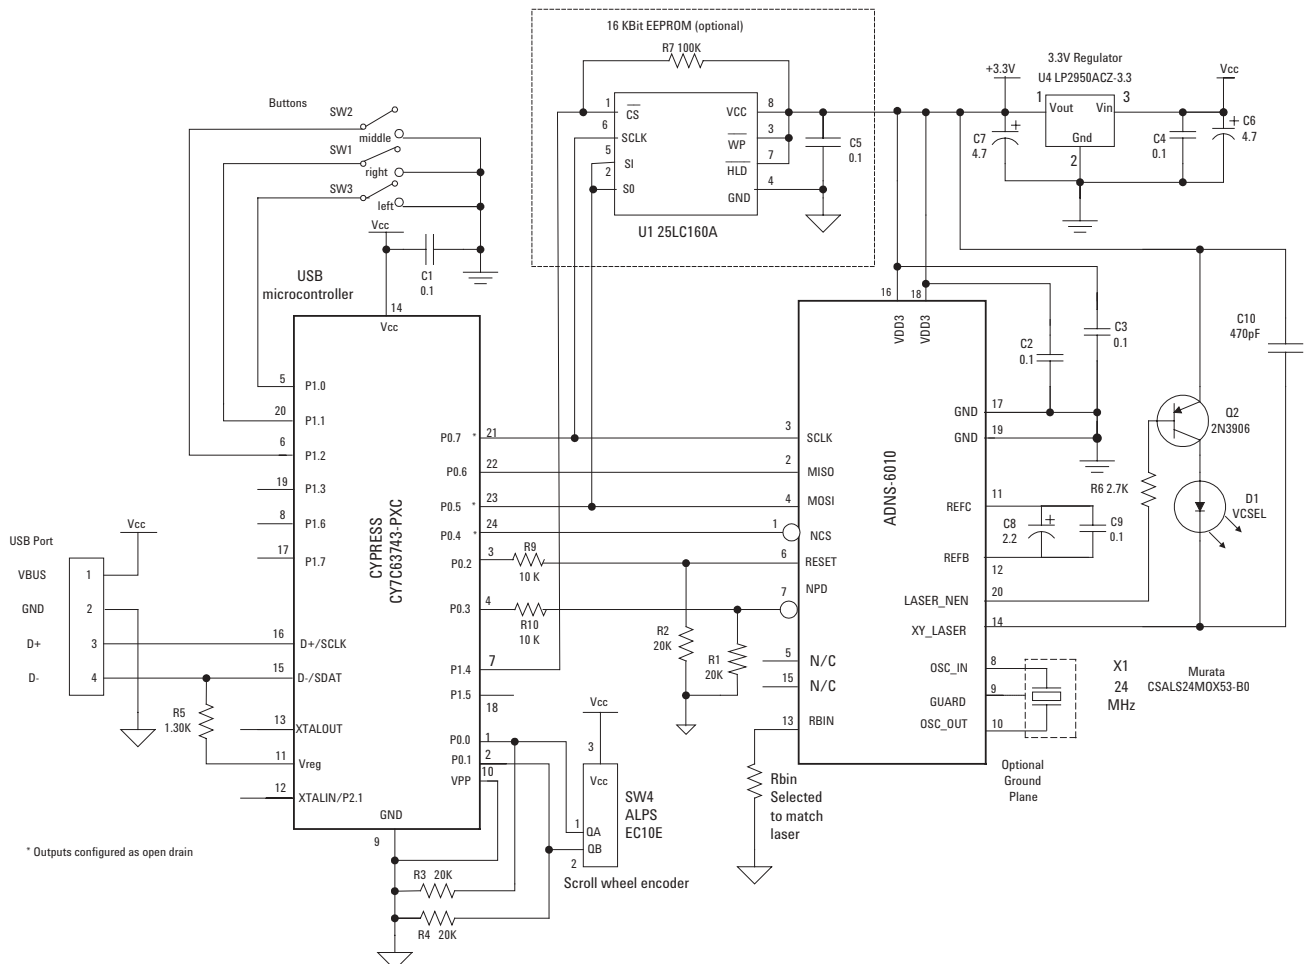 16 KBit EEPROM (optional)
R7 100K
1
CS
6
SCLK
5
SI
2
S0
VCC
8
WP
3
HLD
7
GND
4
U1 25LC160A
C5
0.1
+3.3V
3.3V Regulator
U4 LP2950ACZ-3.3
Vcc
1
Vout
Vin
3
Gnd
2
C7
4.7
+
C4
0.1
+
C6
4.7
Buttons
SW2
middle
SW1
right
SW3
left
Vcc
C1
0.1
USB
microcontroller
14
Vcc
5
P1.0
20
P1.1
6
P1.2
19
P1.3
8
P1.6
17
P1.7
16
D+/SCLK
15
D-/SDAT
13
XTALOUT
11
Vreg
12
XTALIN/P2.1
CYPRESS
CY7C63743-PXC
P0.7
*
21
P0.6
22
P0.5
*
23
P0.4
*
24
P0.2
3
P0.3
4
P1.4
7
P1.5
18
P0.0
1
P0.1
2
VPP
10
GND
9
USB Port
Vcc
VBUS
1
GND
2
D+
3
D-
4
R5
1.30K
R9
10 K
R10
10 K
R2
20K
R1
20K
R3 20K
R4 20K
Vcc
3
Vcc
1
QA
QB
2
SW4
ALPS
EC10E
Scroll wheel encoder
16
VDD3
18
VDD3
ADNS-6010
3
SCLK
2
MISO
4
MOSI
1
NCS
6
RESET
7
NPD
5
N/C
15
N/C
13
RBIN
GND
17
GND
19
REFC
11
REFB
12
LASER_NEN
20
XY_LASER
14
OSC_IN
8
GUARD
9
OSC_OUT
10
C2
0.1
C3
0.1
C10
470pF
Q2
2N3906
R6 2.7K
D1
VCSEL
C8
2.2
+
C9
0.1
X1
24
MHz
Murata
CSALS24MOX53-B0
Optional
Ground
Plane
Rbin
Selected
to match
laser
* Outputs configured as open drain